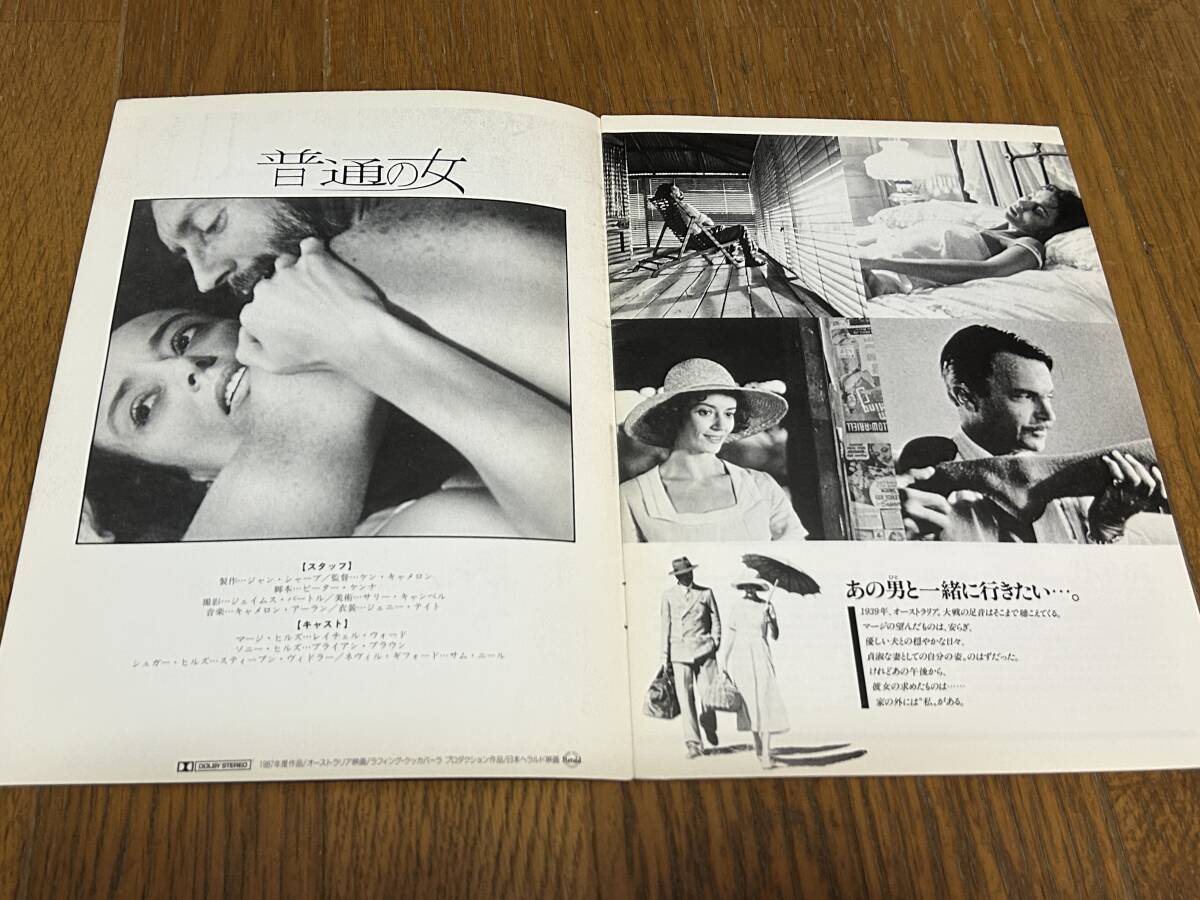 普通の女
【スタッフ】
製作…ジャン・シャープ／監督…ケン・キャメロン
脚本…ピーター・ケンナ
撮影…ジェイムス・バートル／美術…サリー・キャンベル
音楽…キャメロン・アーラン／衣装…ジェニー・テイト
【キャスト】
マージ・ヒルズ…レイチェル・ウォード
ソニー・ヒルズ…ブライアン・ブラウン
シュガー・ヒルズ…スティーブン・ヴィドラー／ネヴィル・ギフォード…サム・ニール
DOLBY STEREO 1987年度作品/オーストラリア映画/ラフィング・クッカバーラ プロダクション作品/日本ヘラルド映画 Herald
あの男と一緒に行きたい…。
ひと
1939年、オーストラリア。大戦の足音はそこまで聴こえてくる。
マージの望んだものは、安らぎ、
優しい夫との穏やかな日々、
貞淑な妻としての自分の姿。のはずだった。
けれどあの午後から、
彼女の求めたものは……
家の外には“私„がある。